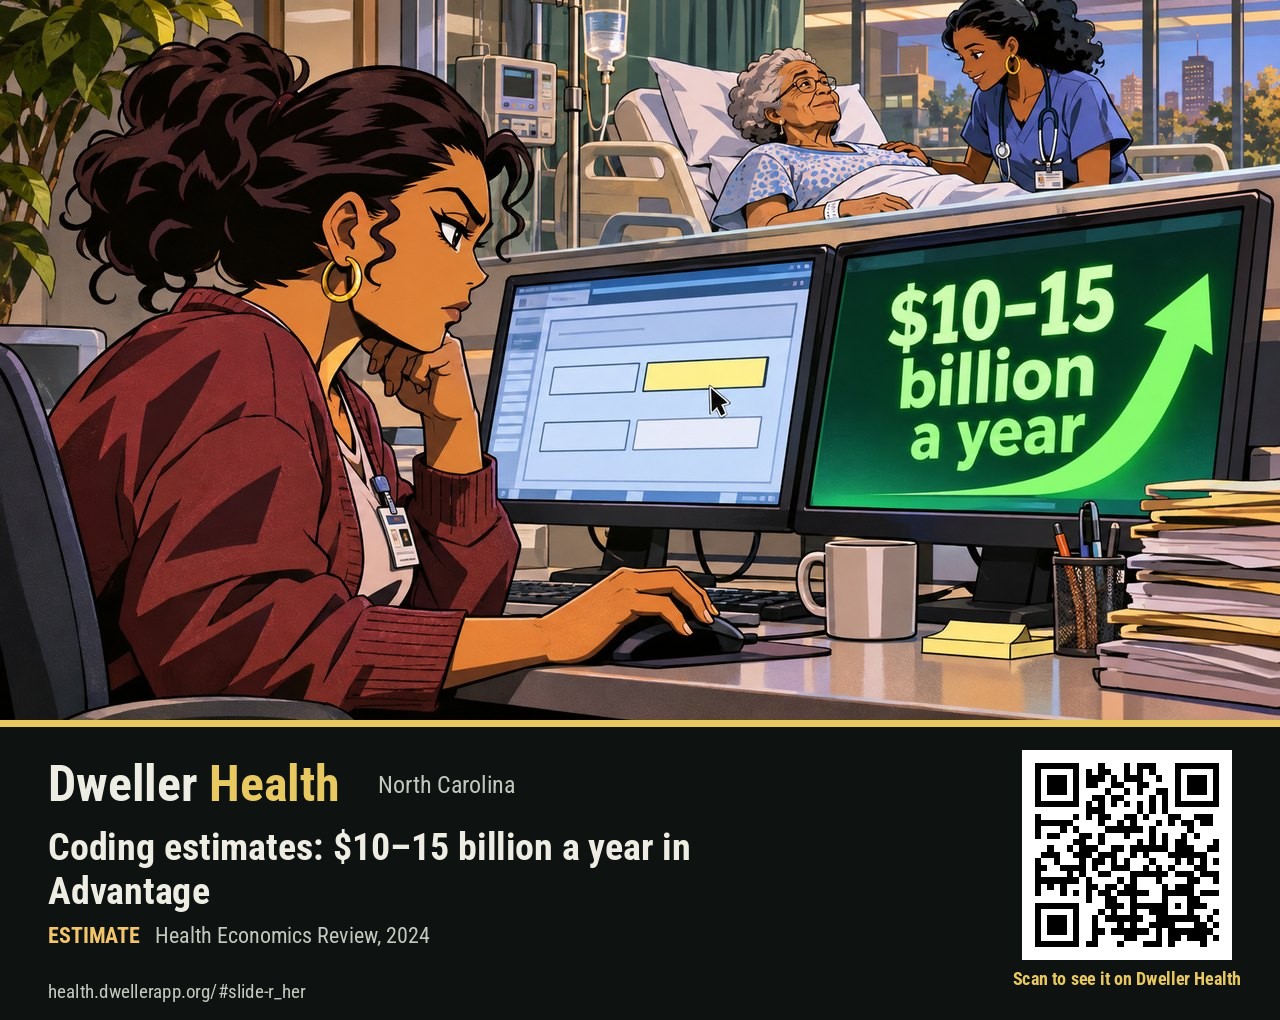 $10–15
billion
a year
Dweller Health
North Carolina
Coding estimates: $10–15 billion a year in
Advantage
ESTIMATE Health Economics Review, 2024
health.dwellerapp.org/#slide-r_her
Scan to see it on Dweller Health